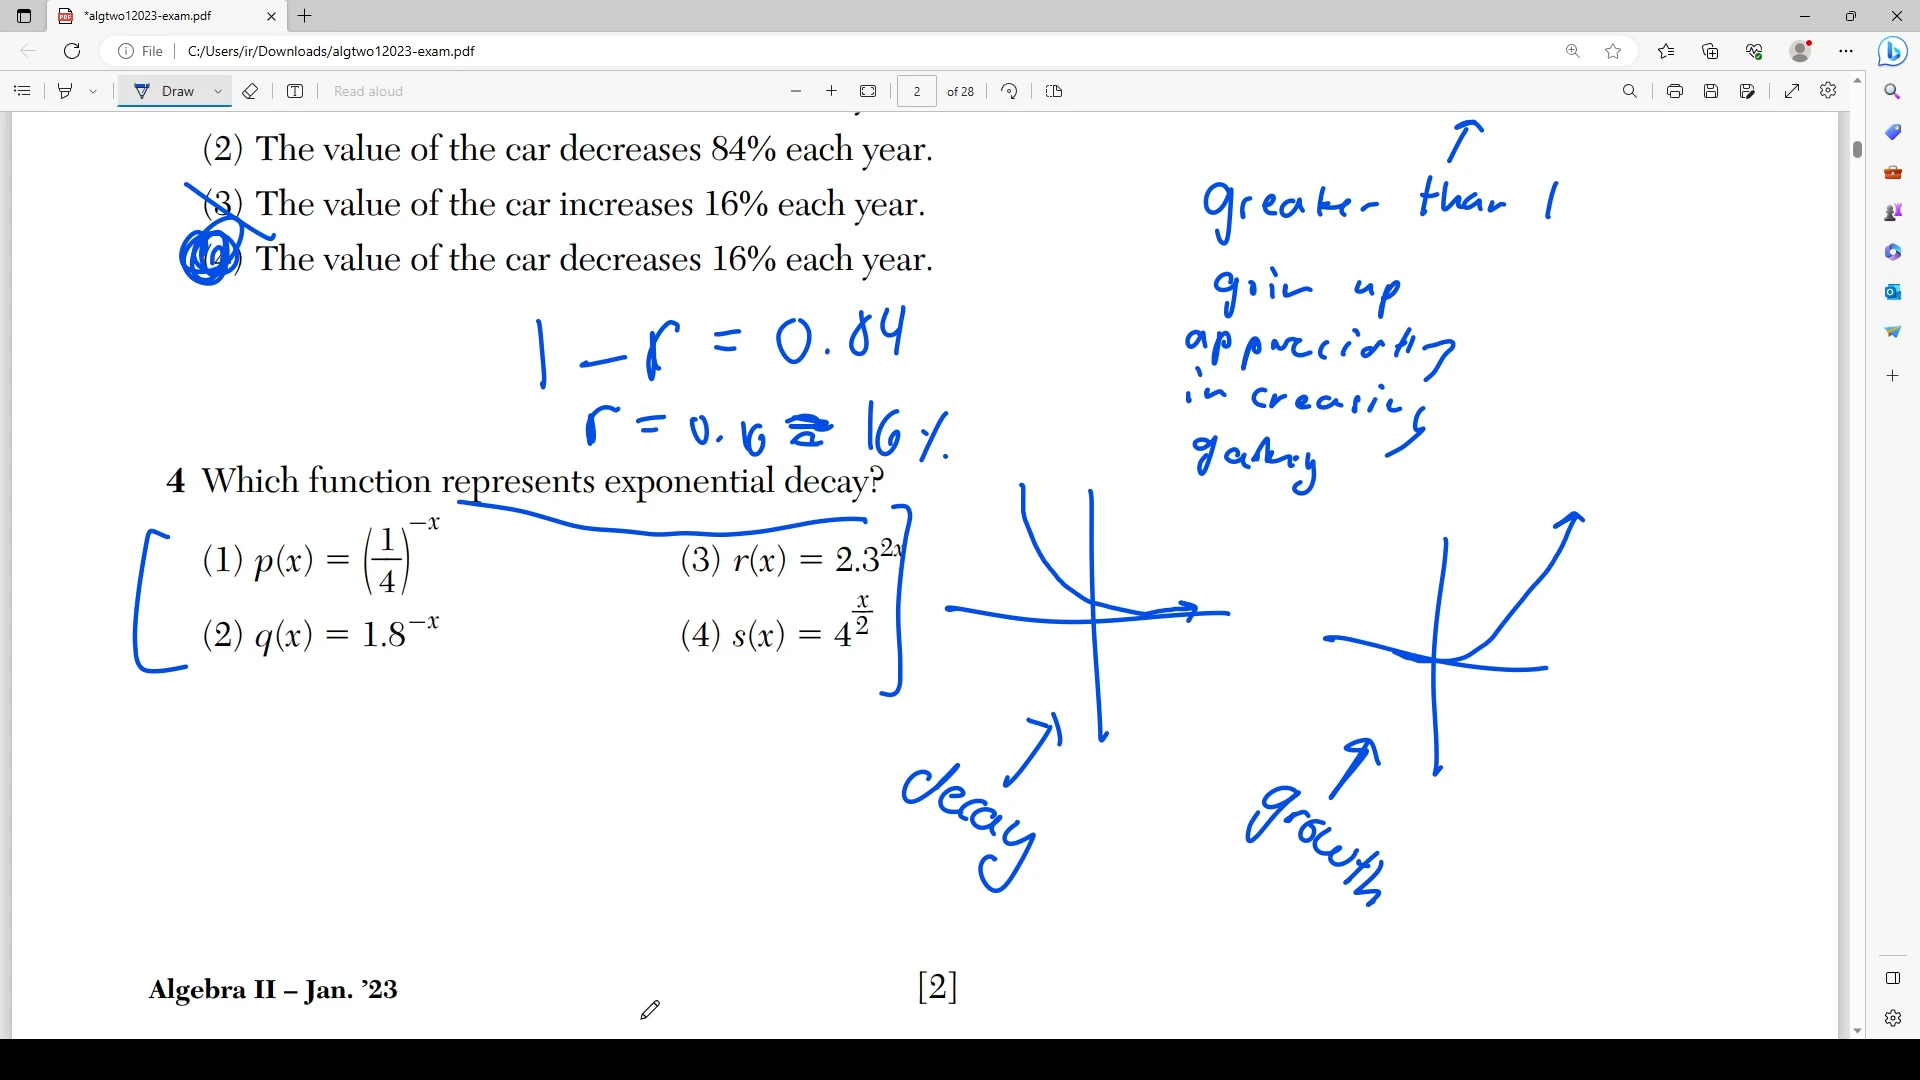 *algtwo12023-exam.pdf
File C:/Users/ir/Downloads/algtwo12023-exam.pdf
Draw Read aloud 2 of 28
(2) The value of the car decreases 84% each year.
(3) The value of the car increases 16% each year.
(4) The value of the car decreases 16% each year.
greater than 1
goin up
in creasing
1 - r = 0.84
r = 0.16 = 16%
4 Which function represents exponential decay?
(1) p(x) = (1/4)^−x
(3) r(x) = 2.3^2x
(2) q(x) = 1.8^−x
(4) s(x) = 4^x/2
decay
growth
Algebra II – Jan. ’23
[2]